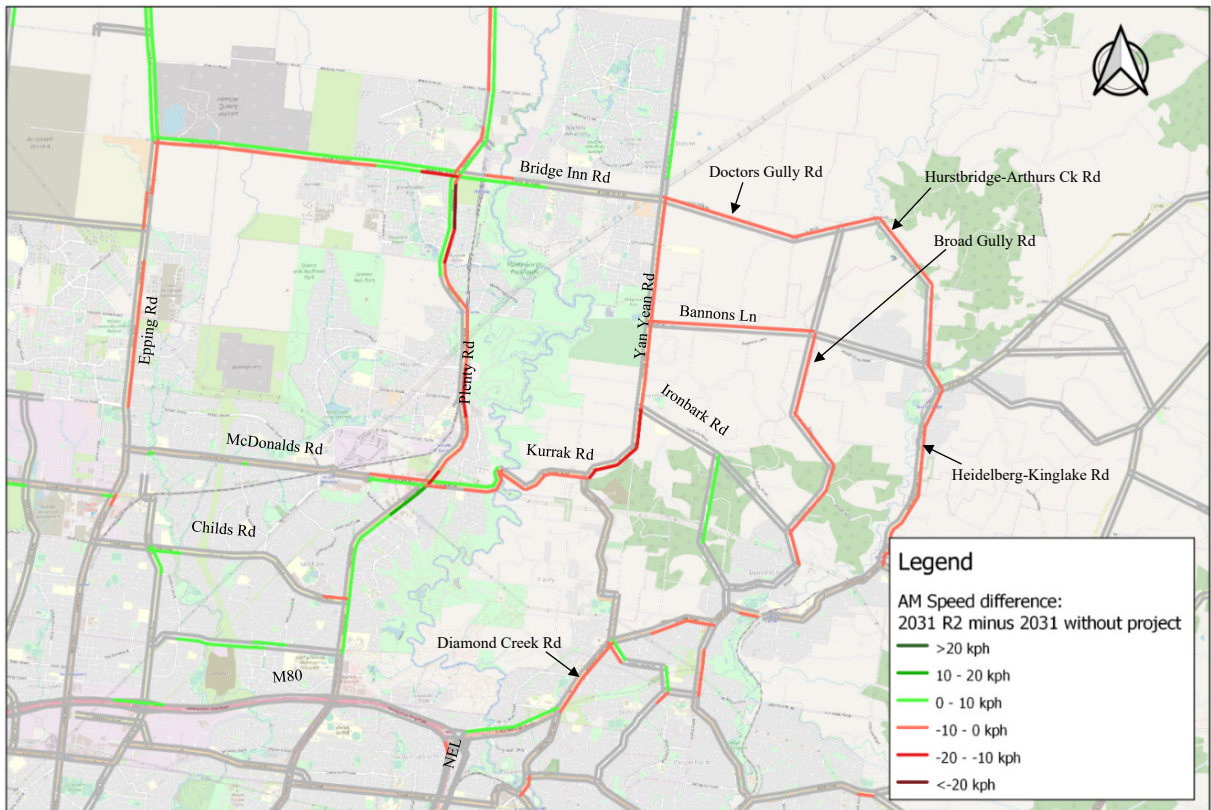 Bridge Inn Rd
Doctors Gully Rd
Hurstbridge-Arthurs Ck Rd
Broad Gully Rd
Epping Rd
Yan Yean Rd
Bannons Ln
Plenty Rd
Ironbark Rd
McDonalds Rd
Kurrak Rd
Heidelberg-Kinglake Rd
Childs Rd
Diamond Creek Rd
M80
NEL
Legend
AM Speed difference:
2031 R2 minus 2031 without project
>20 kph
10 - 20 kph
0 - 10 kph
-10 - 0 kph
-20 - -10 kph
<-20 kph